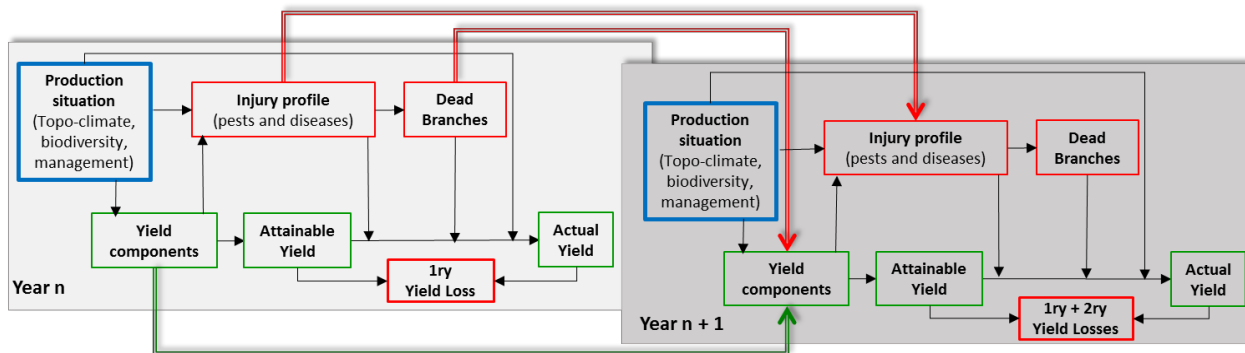 Production
situation
(Topo-climate,
biodiversity,
management)
Injury profile
(pests and diseases)
Dead
Branches
Yield
components
Attainable
Yield
Actual
Yield
1ry
Yield Loss
Year n
Production
situation
(Topo-climate,
biodiversity,
management)
Injury profile
(pests and diseases)
Dead
Branches
Yield
components
Attainable
Yield
Actual
Yield
1ry + 2ry
Yield Losses
Year n + 1